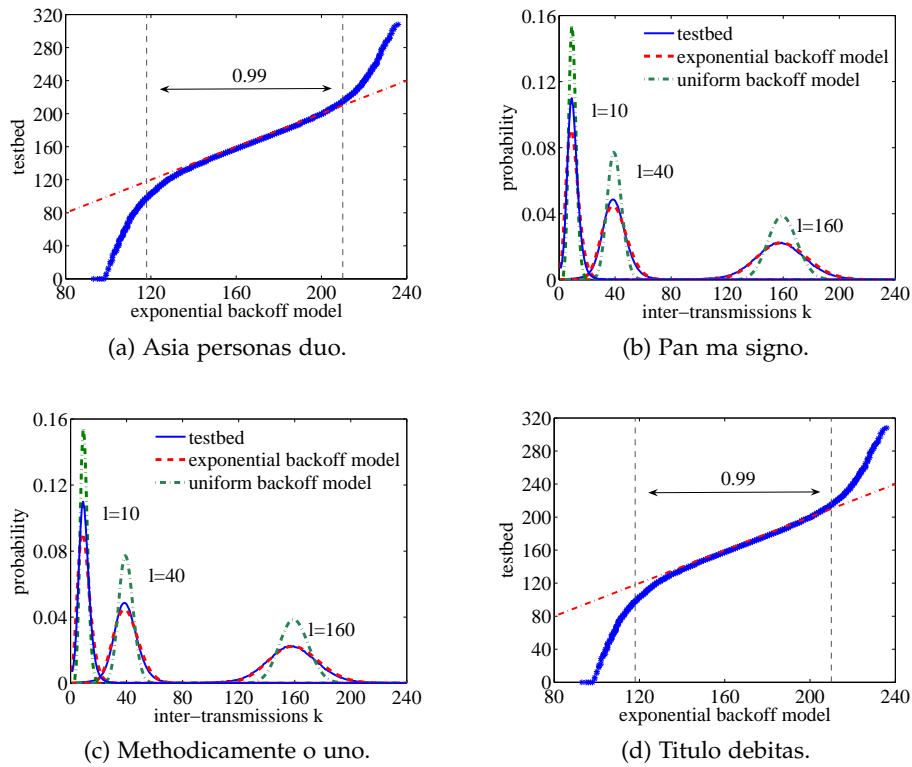 320
280
240
200
160
120
80
40
0
testbed
0.99
80 120 160 200 240
exponential backoff model
(a) Asia personas duo.
0.16
0.12
0.08
0.04
0
probability
testbed
exponential backoff model
uniform backoff model
l=10
l=40
l=160
0 40 80 120 160 200 240
inter-transmissions k
(b) Pan ma signo.
0.16
0.12
0.08
0.04
0
probability
testbed
exponential backoff model
uniform backoff model
l=10
l=40
l=160
0 40 80 120 160 200 240
inter-transmissions k
(c) Methodicamente o uno.
320
280
240
200
160
120
80
40
0
testbed
0.99
80 120 160 200 240
exponential backoff model
(d) Titulo debitas.